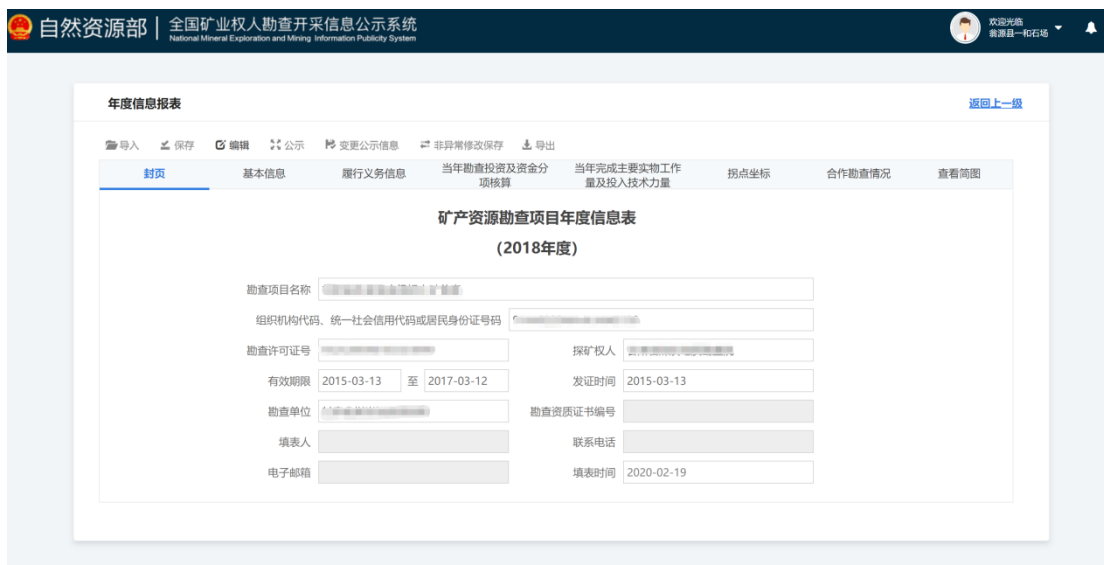 自然资源部
全国矿业权人勘查开采信息公示系统
National Mineral Exploration and Mining Information Publicity System
欢迎光临
翁源县一和石场
年度信息报表
返回上一级
导入 保存 编辑 公示 变更公示信息 非异常修改保存 导出
封页 基本信息 履行义务信息 当年勘查投资及资金分项核算 当年完成主要实物工作量及投入技术力量 拐点坐标 合作勘查情况 查看简图
矿产资源勘查项目年度信息表
（2018年度）
勘查项目名称
组织机构代码、统一社会信用代码或居民身份证号码
勘查许可证号 探矿权人
有效期限 2015-03-13 至 2017-03-12 发证时间 2015-03-13
勘查单位 勘查资质证书编号
填表人 联系电话
电子邮箱 填表时间 2020-02-19